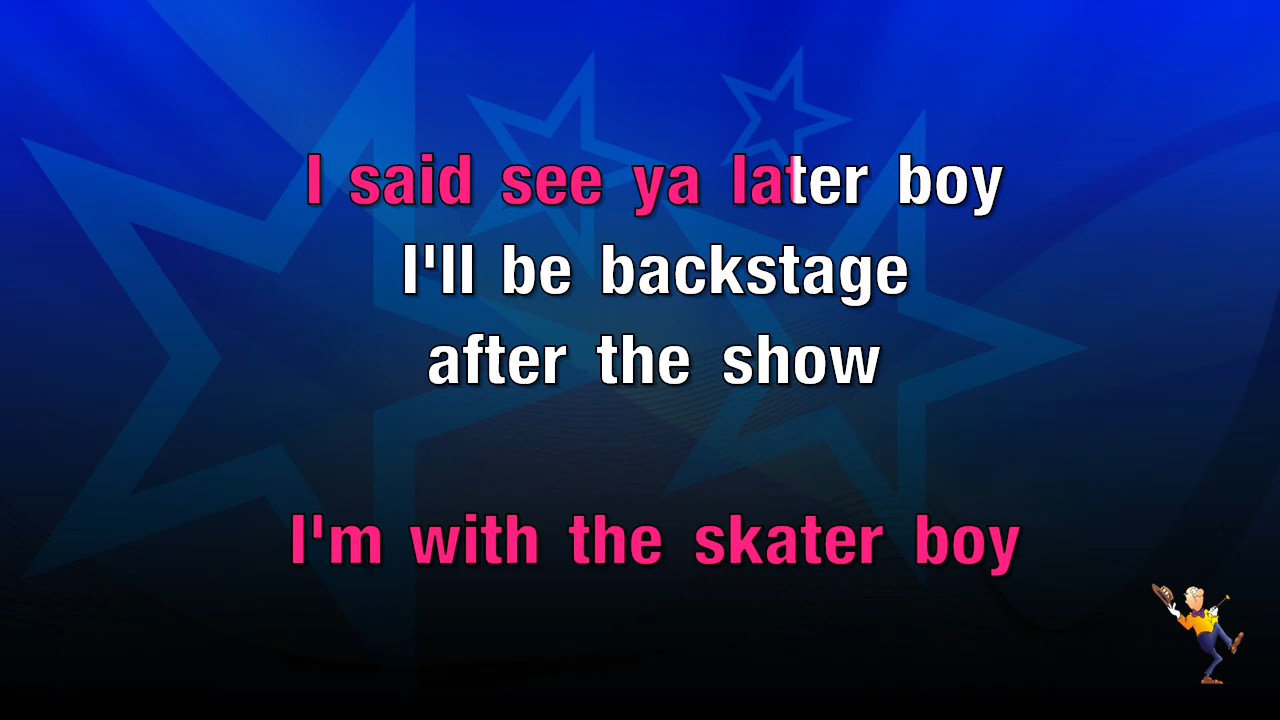 I said see ya later boy
I'll be backstage
after the show
I'm with the skater boy